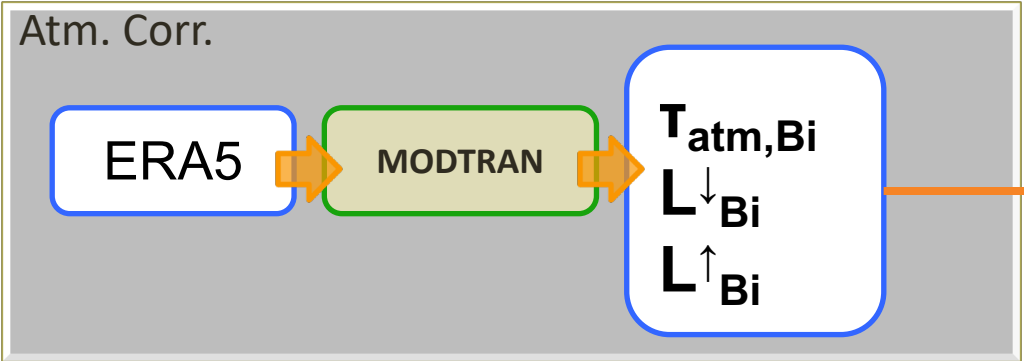 Atm. Corr.
ERA5
MODTRAN
τatm,Bi
L↓Bi
L↑Bi